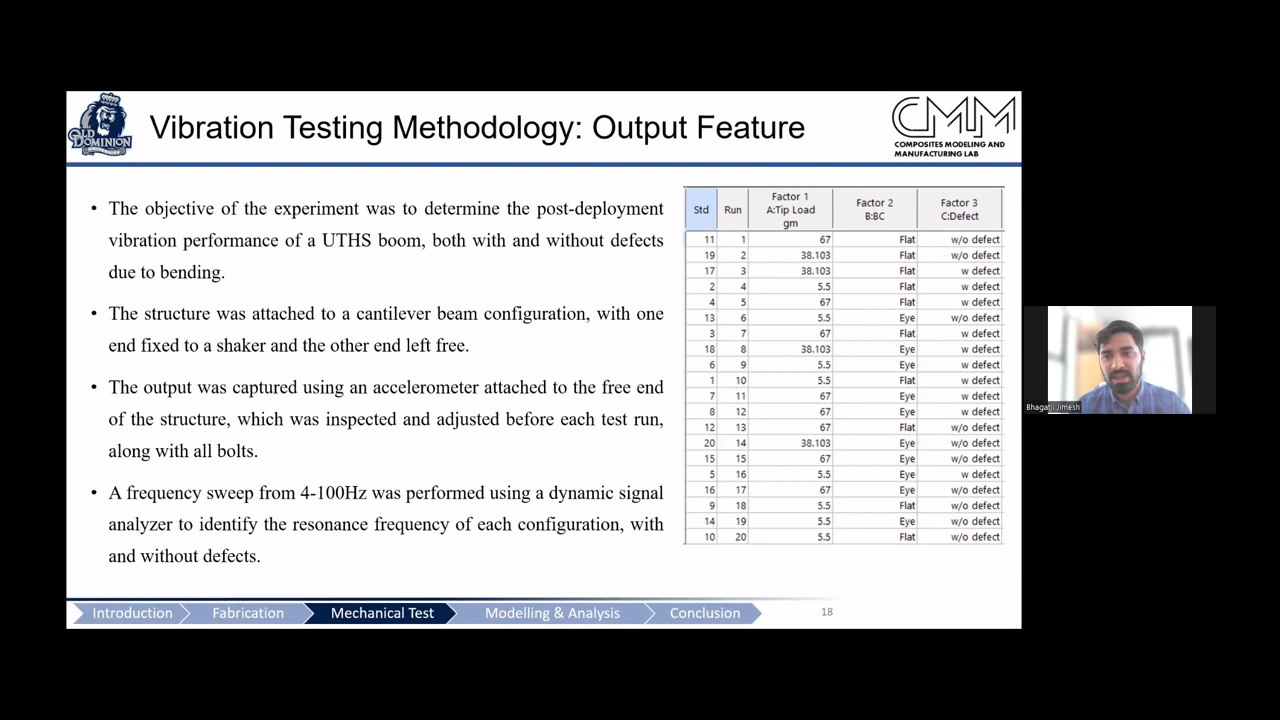 OLD DOMINION
Vibration Testing Methodology: Output Feature
CMM
COMPOSITES MODELING AND
MANUFACTURING LAB
• The objective of the experiment was to determine the post-deployment
vibration performance of a UTHS boom, both with and without defects
due to bending.
• The structure was attached to a cantilever beam configuration, with one
end fixed to a shaker and the other end left free.
• The output was captured using an accelerometer attached to the free end
of the structure, which was inspected and adjusted before each test run,
along with all bolts.
• A frequency sweep from 4-100Hz was performed using a dynamic signal
analyzer to identify the resonance frequency of each configuration, with
and without defects.
Std Run Factor 1 A:Tip Load gm Factor 2 B:BC Factor 3 C:Defect
11 1 67 Flat w/o defect
19 2 38.103 Flat w/o defect
17 3 38.103 Flat w defect
2 4 5.5 Flat w defect
4 5 67 Flat w defect
13 6 5.5 Eye w/o defect
3 7 67 Flat w defect
18 8 38.103 Eye w defect
6 9 5.5 Eye w defect
1 10 5.5 Flat w defect
7 11 67 Eye w defect
8 12 67 Eye w defect
12 13 67 Flat w/o defect
20 14 38.103 Eye w/o defect
15 15 67 Eye w/o defect
5 16 5.5 Eye w defect
16 17 67 Eye w/o defect
9 18 5.5 Flat w/o defect
14 19 5.5 Eye w/o defect
10 20 5.5 Flat w/o defect
Bhagatji Jimesh
Introduction Fabrication Mechanical Test Modelling & Analysis Conclusion 18